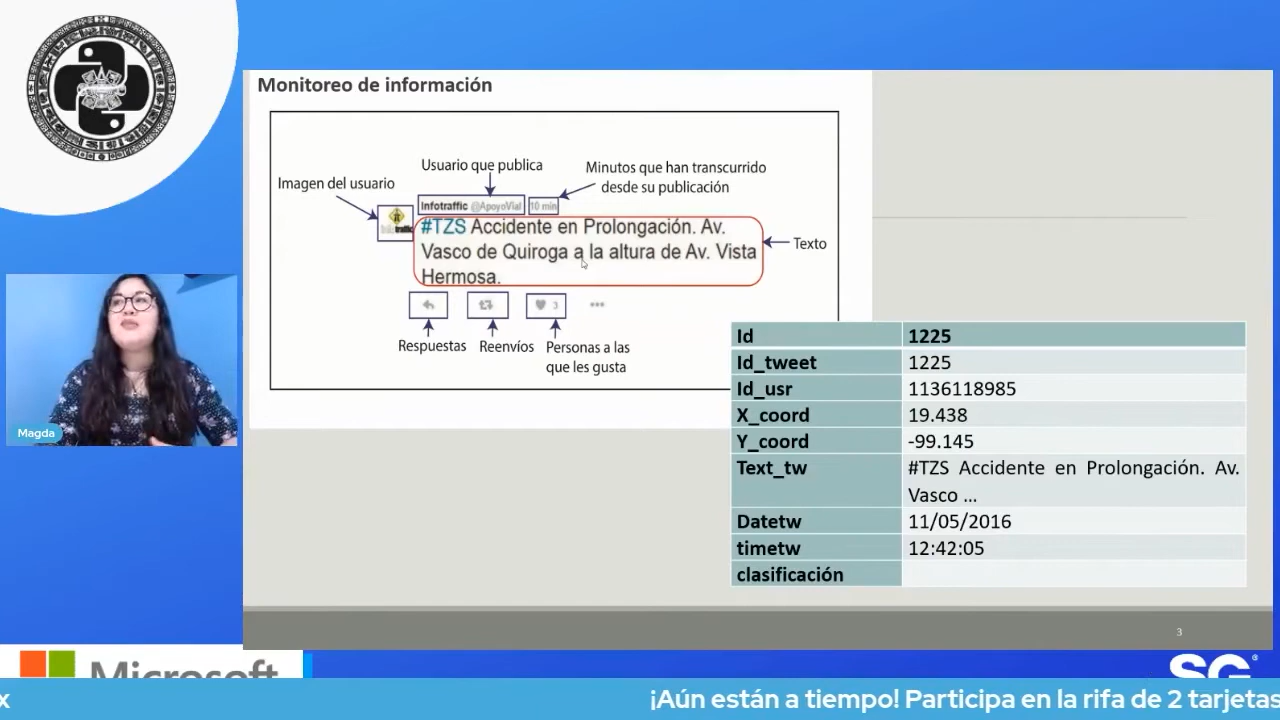 Monitoreo de información
Usuario que publica
Minutos que han transcurrido
desde su publicación
Imagen del usuario
Infotraffic @ApoyoVial
10 min
#TZS Accidente en Prolongación. Av.
Vasco de Quiroga a la altura de Av. Vista
Hermosa.
Texto
3
Respuestas
Reenvíos
Personas a las
que les gusta
Id 1225
Id_tweet 1225
Id_usr 1136118985
X_coord 19.438
Y_coord -99.145
Text_tw #TZS Accidente en Prolongación. Av.
Vasco ...
Datetw 11/05/2016
timetw 12:42:05
clasificación
3
Magda
Microsoft
SG
x
¡Aún están a tiempo! Participa en la rifa de 2 tarjetas